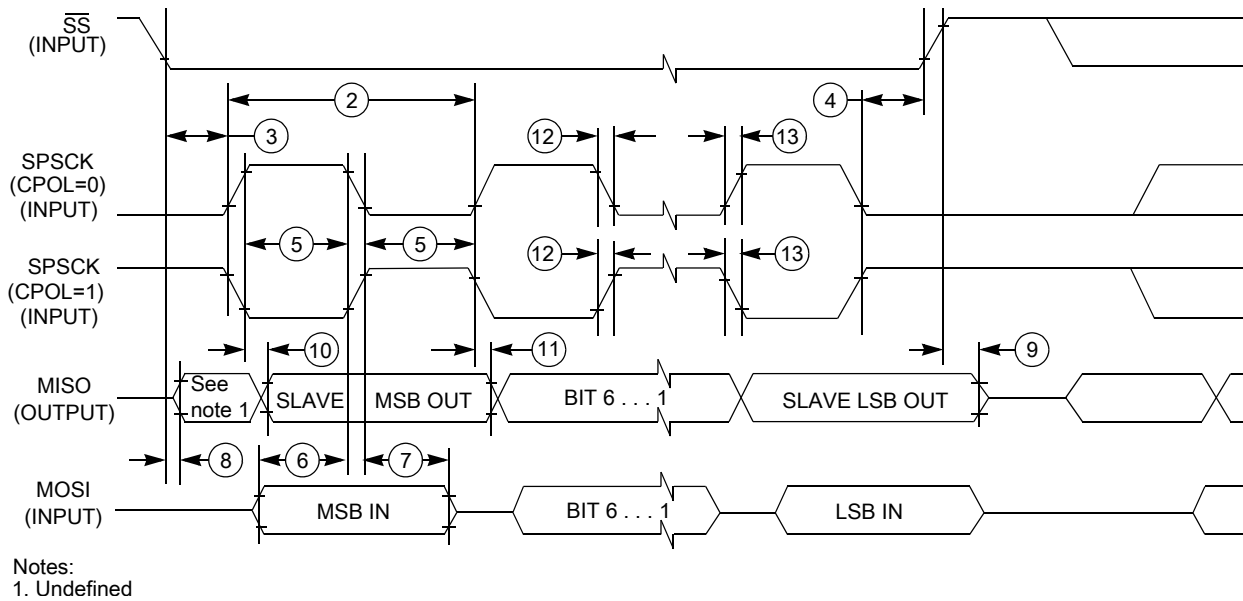 SS
(INPUT)
2
4
3
12
13
SPSCK
(CPOL=0)
(INPUT)
5
5
SPSCK
(CPOL=1)
(INPUT)
12
13
10
11
9
MISO
(OUTPUT)
See
note 1
SLAVE
MSB OUT
BIT 6 . . . 1
SLAVE LSB OUT
8
6
7
MOSI
(INPUT)
MSB IN
BIT 6 . . . 1
LSB IN
Notes:
1. Undefined